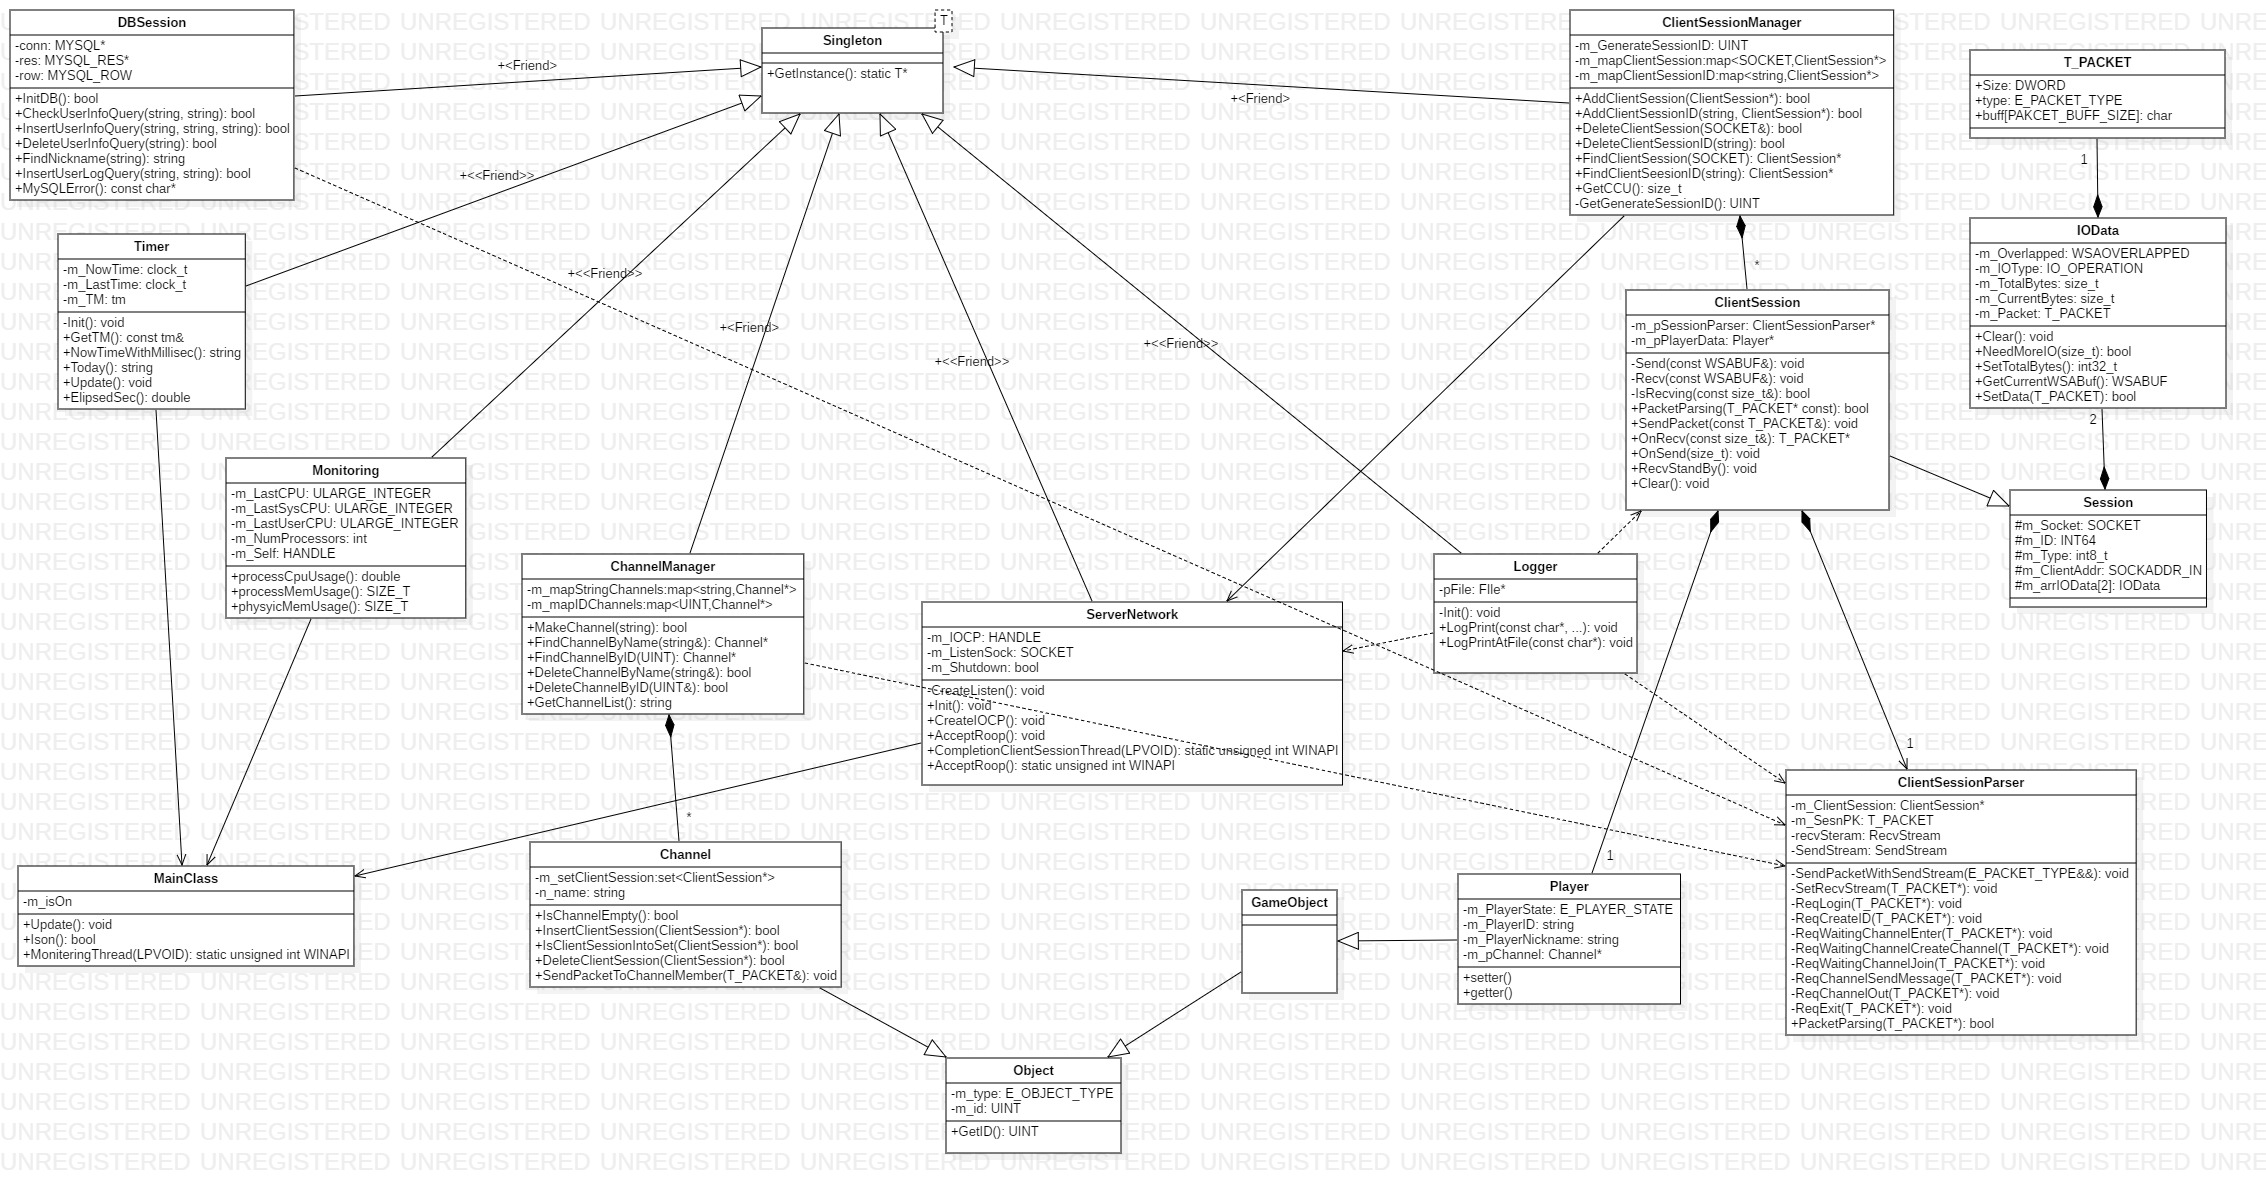 DBSession
-conn: MYSQL*
-res: MYSQL_RES*
-row: MYSQL_ROW
+InitDB(): bool
+CheckUserInfoQuery(string, string): bool
+InsertUserInfoQuery(string, string, string): bool
+DeleteUserInfoQuery(string): bool
+FindNickname(string): string
+InsertUserLogQuery(string, string): bool
+MySQLError(): const char*
+<Friend>
T
Singleton
+GetInstance(): static T*
+<Friend>
ClientSessionManager
-m_GenerateSessionID: UINT
-m_mapClientSession:map<SOCKET,ClientSession*>
-m_mapClientSessionID:map<string,ClientSession*>
+AddClientSession(ClientSession*): bool
+AddClientSessionID(string, ClientSession*): bool
+DeleteClientSession(SOCKET&): bool
+DeleteClientSessionID(string): bool
+FindClientSession(SOCKET): ClientSession*
+FindClientSeesionID(string): ClientSession*
+GetCCU(): size_t
-GetGenerateSessionID(): UINT
T_PACKET
+Size: DWORD
+type: E_PACKET_TYPE
+buff[PAKCET_BUFF_SIZE]: char
1
IOData
-m_Overlapped: WSAOVERLAPPED
-m_IOType: IO_OPERATION
-m_TotalBytes: size_t
-m_CurrentBytes: size_t
-m_Packet: T_PACKET
+Clear(): void
+NeedMoreIO(size_t): bool
+SetTotalBytes(): int32_t
+GetCurrentWSABuf(): WSABUF
+SetData(T_PACKET): bool
2
Timer
-m_NowTime: clock_t
-m_LastTime: clock_t
-m_TM: tm
-Init(): void
+GetTM(): const tm&
+NowTimeWithMillisec(): string
+Today(): string
+Update(): void
+ElipsedSec(): double
+<<Friend>>
+<<Friend>>
+<Friend>
+<<Friend>>
+<<Friend>>
*
ClientSession
-m_pSessionParser: ClientSessionParser*
-m_pPlayerData: Player*
-Send(const WSABUF&): void
-Recv(const WSABUF&): void
-IsRecving(const size_t&): bool
+PacketParsing(T_PACKET* const): bool
+SendPacket(const T_PACKET&): void
+OnRecv(const size_t&): T_PACKET*
+OnSend(size_t): void
+RecvStandBy(): void
+Clear(): void
Session
#m_Socket: SOCKET
#m_ID: INT64
#m_Type: int8_t
#m_ClientAddr: SOCKADDR_IN
#m_arrIOData[2]: IOData
Monitoring
-m_LastCPU: ULARGE_INTEGER
-m_LastSysCPU: ULARGE_INTEGER
-m_LastUserCPU: ULARGE_INTEGER
-m_NumProcessors: int
-m_Self: HANDLE
+processCpuUsage(): double
+processMemUsage(): SIZE_T
+physyicMemUsage(): SIZE_T
ChannelManager
-m_mapStringChannels:map<string,Channel*>
-m_mapIDChannels:map<UINT,Channel*>
+MakeChannel(string): bool
+FindChannelByName(string&): Channel*
+FindChannelByID(UINT): Channel*
+DeleteChannelByName(string&): bool
+DeleteChannelByID(UINT&): bool
+GetChannelList(): string
*
ServerNetwork
-m_IOCP: HANDLE
-m_ListenSock: SOCKET
-m_Shutdown: bool
-CreateListen(): void
+Init(): void
+CreateIOCP(): void
+AcceptRoop(): void
+CompletionClientSessionThread(LPVOID): static unsigned int WINAPI
+AcceptRoop(): static unsigned int WINAPI
Logger
-pFile: FIle*
-Init(): void
+LogPrint(const char*, ...): void
+LogPrintAtFile(const char*): void
1
1
ClientSessionParser
-m_ClientSession: ClientSession*
-m_SesnPK: T_PACKET
-recvSteram: RecvStream
-SendStream: SendStream
-SendPacketWithSendStream(E_PACKET_TYPE&&): void
-SetRecvStream(T_PACKET*): void
-ReqLogin(T_PACKET*): void
-ReqCreateID(T_PACKET*): void
-ReqWaitingChannelEnter(T_PACKET*): void
-ReqWaitingChannelCreateChannel(T_PACKET*): void
-ReqWaitingChannelJoin(T_PACKET*): void
-ReqChannelSendMessage(T_PACKET*): void
-ReqChannelOut(T_PACKET*): void
-ReqExit(T_PACKET*): void
+PacketParsing(T_PACKET*): bool
MainClass
-m_isOn
+Update(): void
+Ison(): bool
+MoniteringThread(LPVOID): static unsigned int WINAPI
Channel
-m_setClientSession:set<ClientSession*>
-n_name: string
+IsChannelEmpty(): bool
+InsertClientSession(ClientSession*): bool
+IsClientSessionIntoSet(ClientSession*): bool
+DeleteClientSession(ClientSession*): bool
+SendPacketToChannelMember(T_PACKET&): void
GameObject
Player
-m_PlayerState: E_PLAYER_STATE
-m_PlayerID: string
-m_PlayerNickname: string
-m_pChannel: Channel*
+setter()
+getter()
Object
-m_type: E_OBJECT_TYPE
-m_id: UINT
+GetID(): UINT
UNREGISTERED